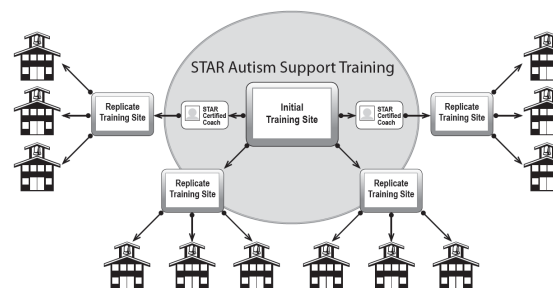 STAR Autism Support Training
Replicate
Training Site
STAR
Certified
Coach
Initial
Training Site
STAR
Certified
Coach
Replicate
Training Site
Replicate
Training Site
Replicate
Training Site